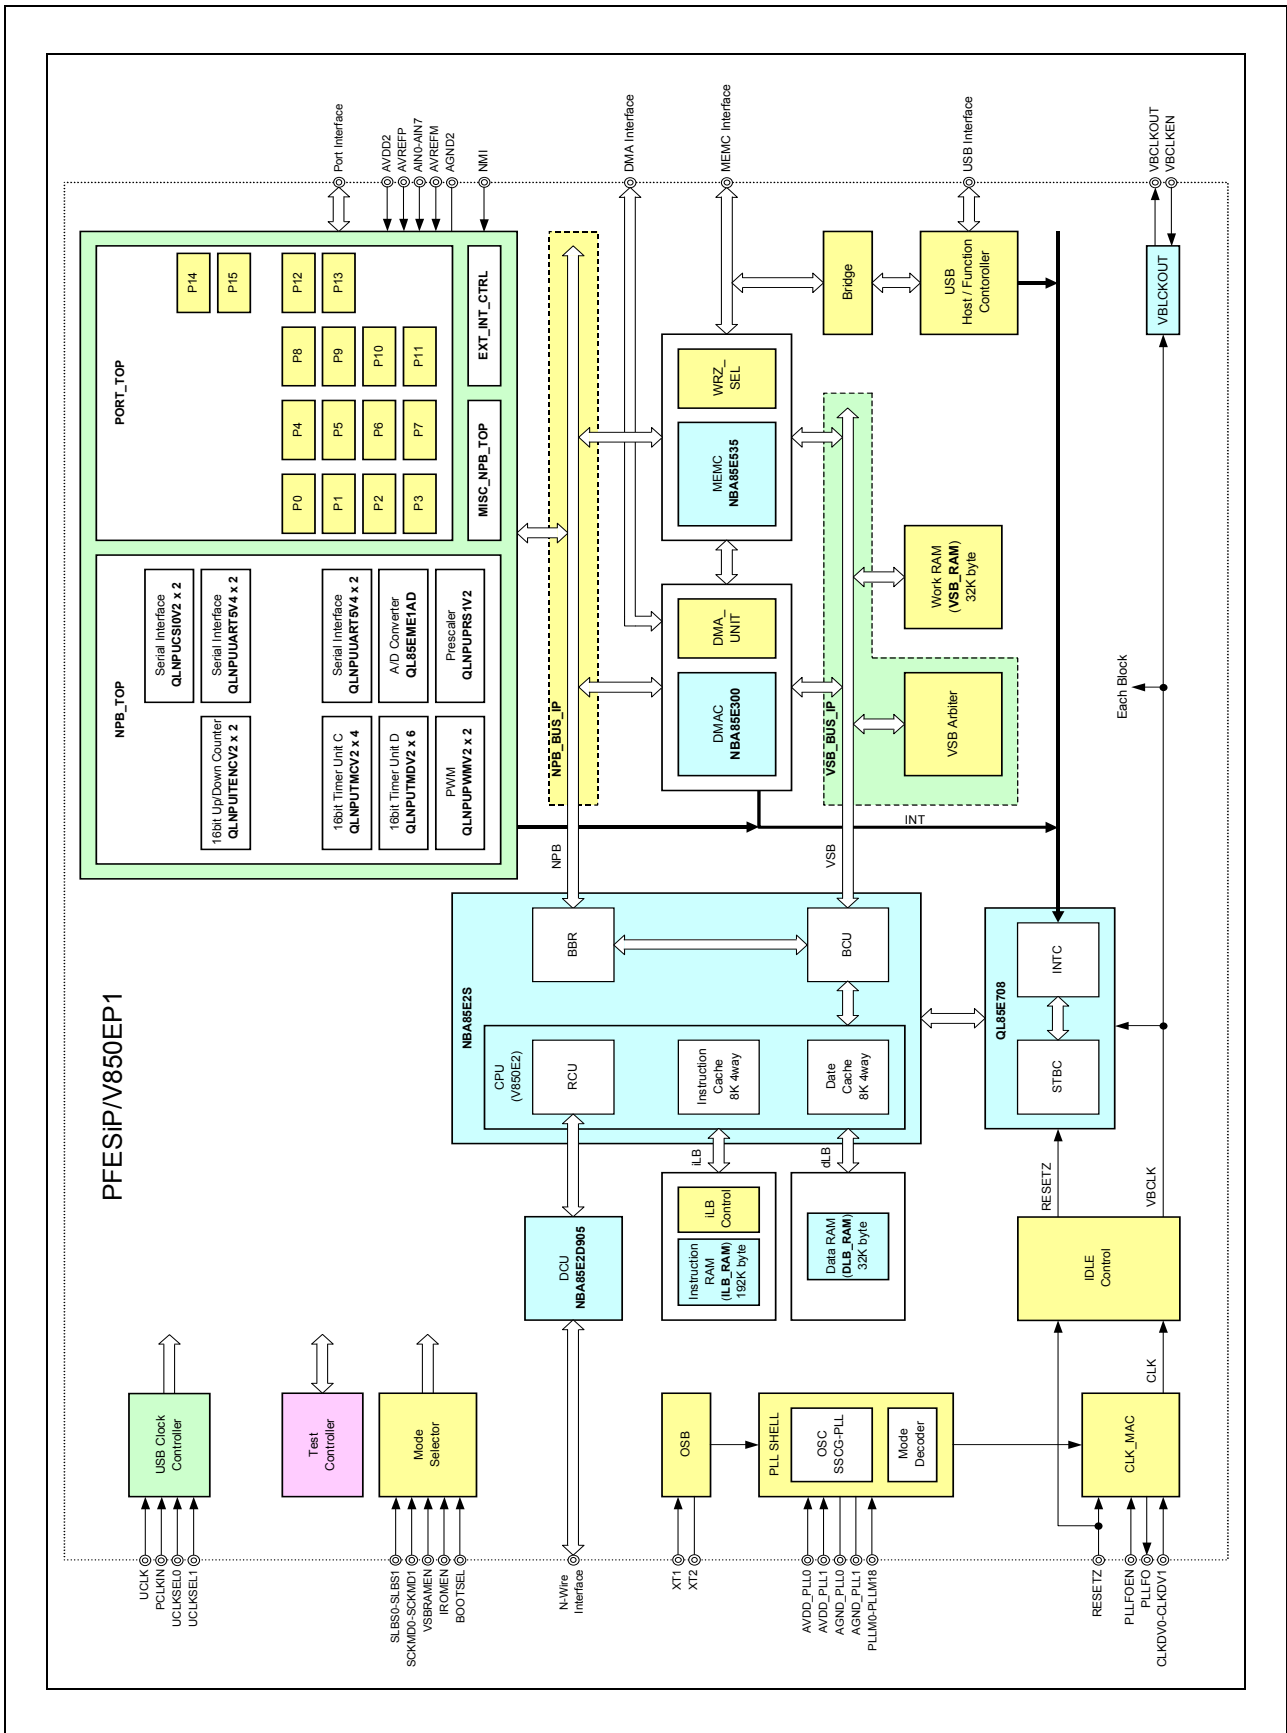 PFESiP/V850EP1
UCLK
PCLKIN
UCLKSEL0
UCLKSEL1
USB Clock
Controller
Test
Controller
SLBS0-SLBS1
SCKMD0-SCKMD1
VSBRAMEN
IROMEN
BOOTSEL
Mode
Selector
N-Wire
Interface
DCU
NBA85E2D905
XT1
XT2
OSB
AVDD_PLL0
AVDD_PLL1
AGND_PLL0
AGND_PLL1
PLLM0-PLLM18
PLL SHELL
OSC
SSCG-PLL
Mode
Decoder
RESETZ
PLLFOEN
PLLFO
CLKDV0-CLKDV1
CLK_MAC
CLK
IDLE
Control
RESETZ
VBCLK
iLB
Control
Instruction
RAM
(ILB_RAM)
192K byte
Data RAM
(DLB_RAM)
32K byte
iLB
dLB
NBA85E2S
CPU
(V850E2)
RCU
Instruction
Cache
8K 4way
Date
Cache
8K 4way
BBR
BCU
QL85E708
STBC
INTC
NPB
VSB
INT
NPB_TOP
16bit Up/Down Counter
QLNPUITENCV2 x 2
16bit Timer Unit C
QLNPUTMCV2 x 4
16bit Timer Unit D
QLNPUTMDV2 x 6
PWM
QLNPUPWMV2 x 2
Serial Interface
QLNPUCSI0V2 x 2
Serial Interface
QLNPUUART5V4 x 2
Serial Interface
QLNPUUART5V4 x 2
A/D Converter
QL85EME1AD
Prescaler
QLNPUPRS1V2
PORT_TOP
P0
P1
P2
P3
P4
P5
P6
P7
P8
P9
P10
P11
P12
P13
P14
P15
MISC_NPB_TOP
EXT_INT_CTRL
NPB_BUS_IP
DMAC
NBA85E300
DMA_
UNIT
MEMC
NBA85E535
WRZ_
SEL
VSB_BUS_IP
VSB Arbiter
Work RAM
(VSB_RAM)
32K byte
Bridge
USB
Host / Function
Contoroller
Each Block
VBLCKOUT
Port Interface
AVDD2
AVREFP
AIN0-AIN7
AVREFM
AGND2
NMI
DMA Interface
MEMC Interface
USB Interface
VBCLKOUT
VBCLKEN